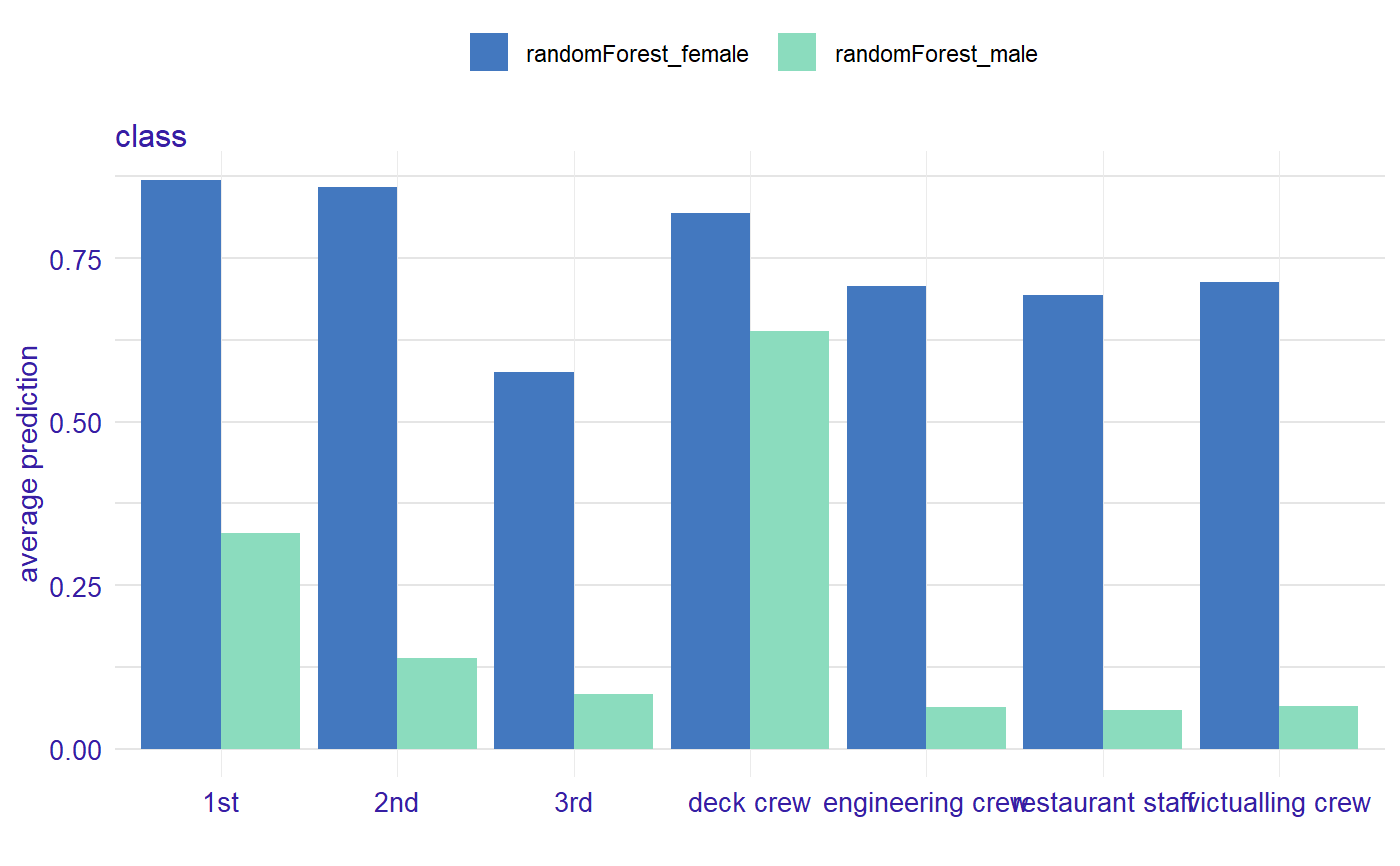 randomForest_female randomForest_male
class
average prediction
0.75
0.50
0.25
0.00
1st 2nd 3rd deck crew engineering crew restaurant staff victualling crew